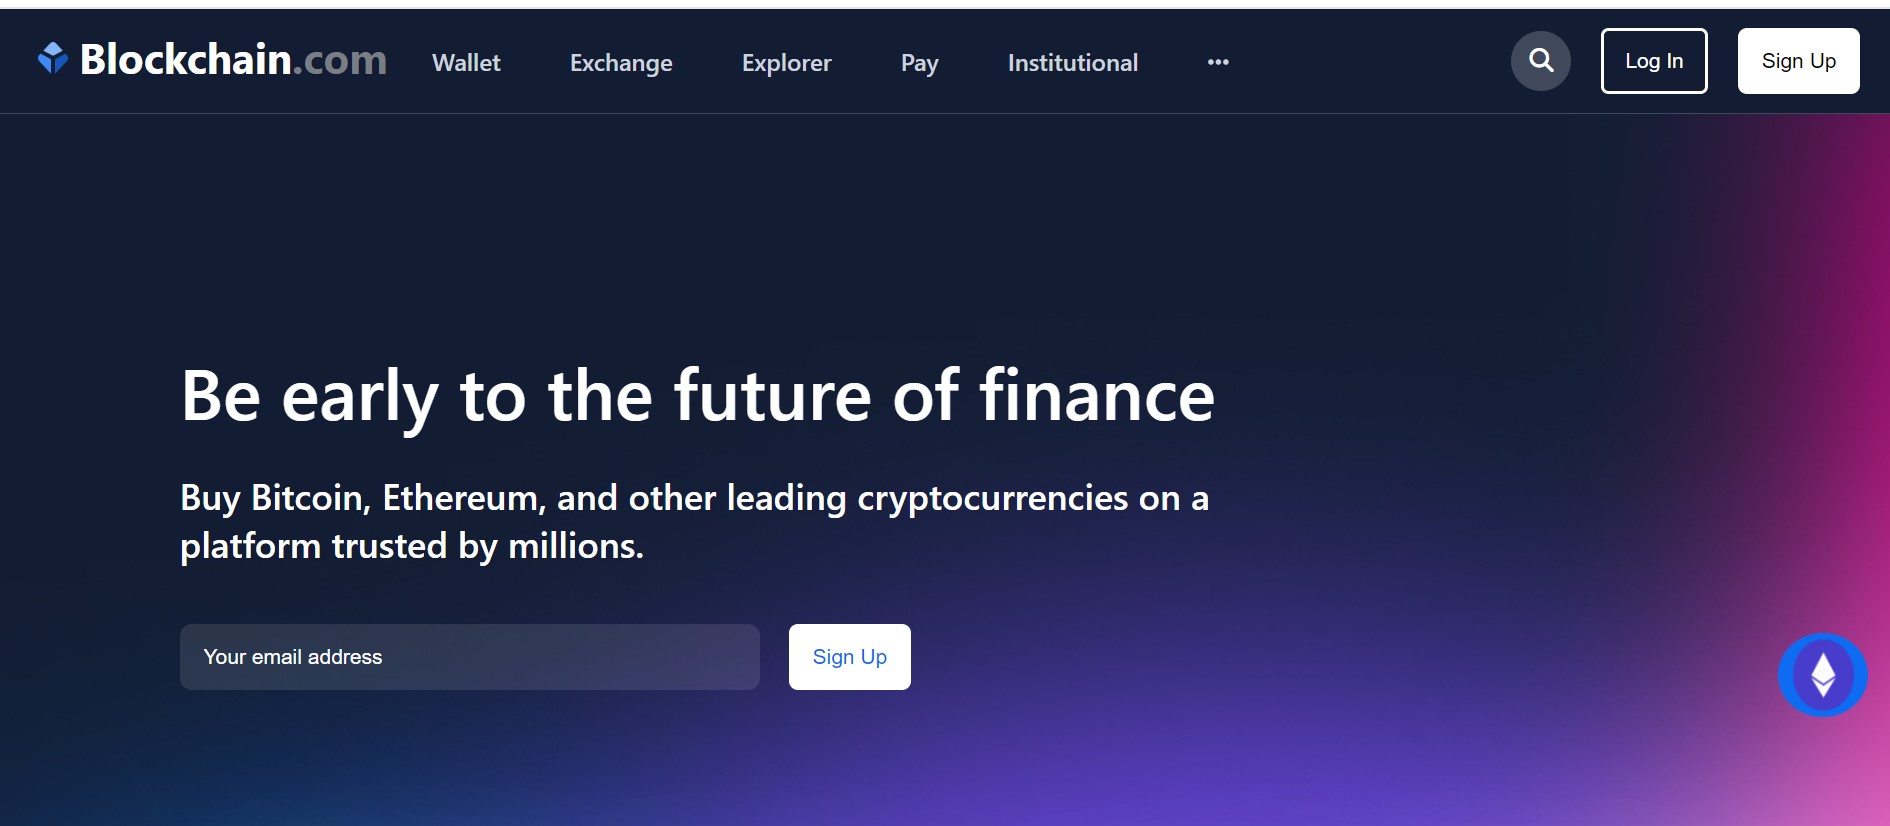 Blockchain.com
Wallet
Exchange
Explorer
Pay
Institutional
•••
Log In
Sign Up
Be early to the future of finance
Buy Bitcoin, Ethereum, and other leading cryptocurrencies on a
platform trusted by millions.
Your email address
Sign Up